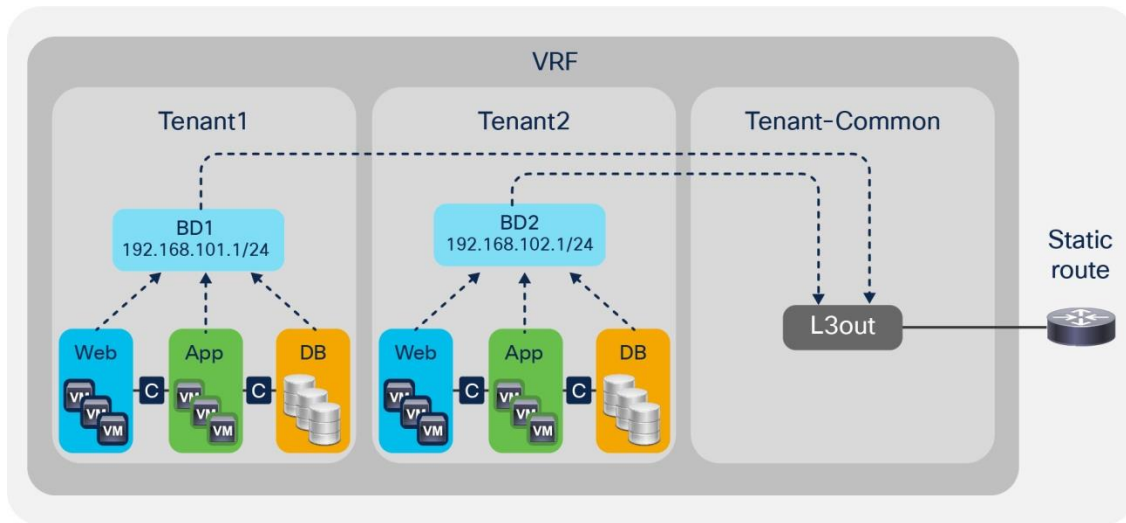 VRF
Tenant1
Tenant2
Tenant-Common
BD1
192.168.101.1/24
BD2
192.168.102.1/24
Static
route
L3out
Web
App
DB
Web
App
DB
C
C
C
C
VM
VM
VM
VM
VM
VM
VM
VM
VM
VM
VM
VM